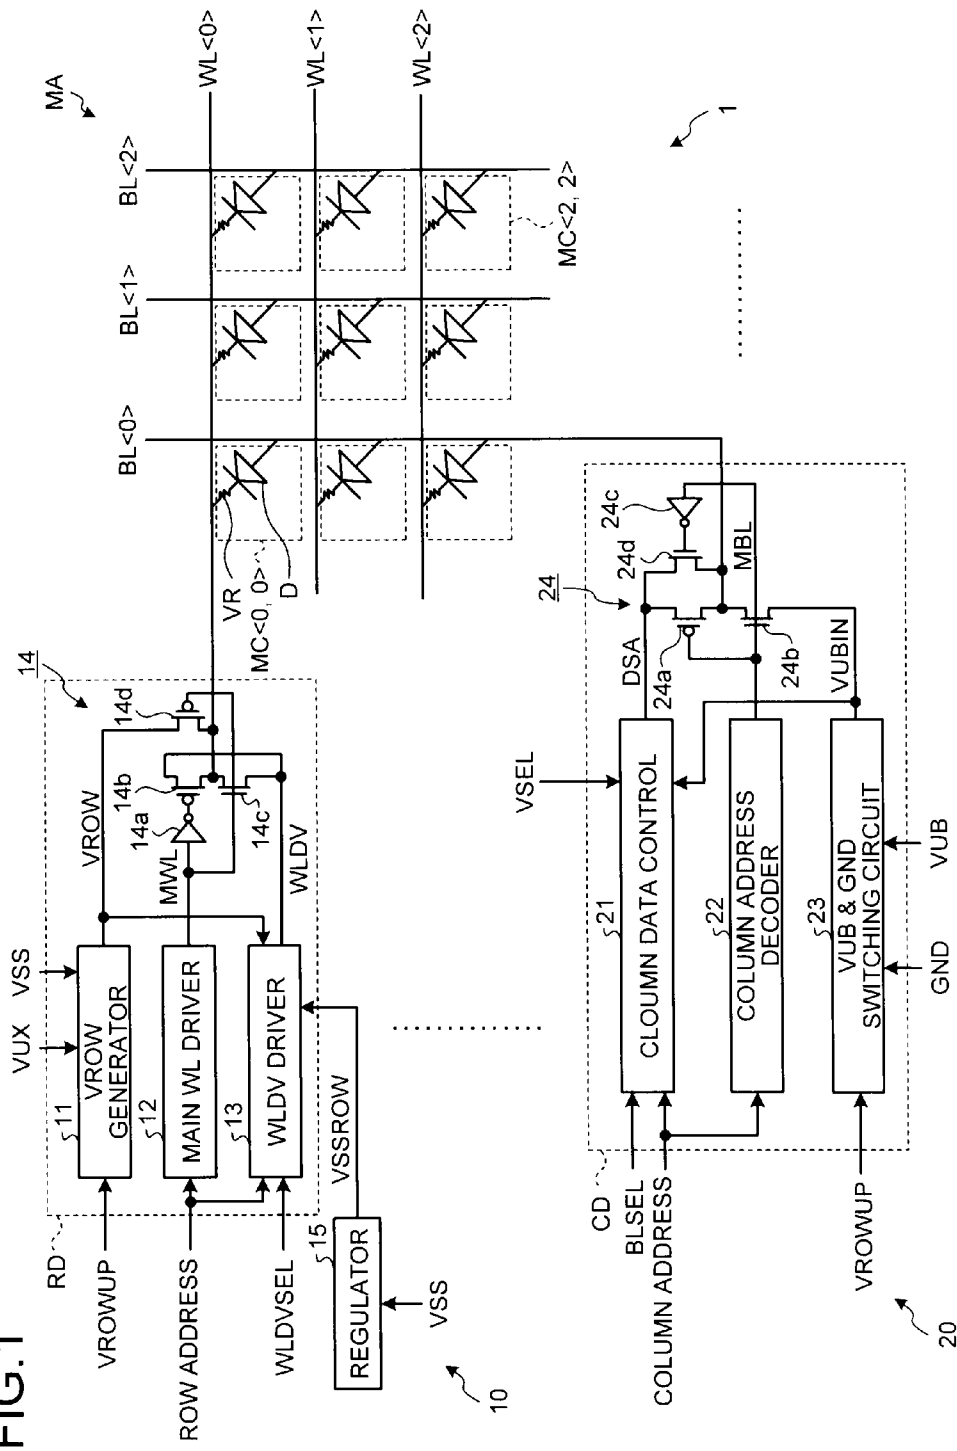 FIG.1
MA
BL<0>
BL<1>
BL<2>
WL<0>
WL<1>
WL<2>
VR
MC<0, 0>
D
MC<2, 2>
1
RD
VUX
VSS
VROWUP
11
VROW
GENERATOR
VROW
14
14d
ROW ADDRESS
12
MAIN WL DRIVER
MWL
14a
14b
14c
WLDVSEL
13
WLDV DRIVER
WLDV
VSSROW
15
REGULATOR
VSS
10
CD
VSEL
BLSEL
COLUMN ADDRESS
21
CLOUMN DATA CONTROL
DSA
24
24d
24c
24a
MBL
22
COLUMN ADDRESS
DECODER
24b
VUBIN
VROWUP
23
VUB & GND
SWITCHING CIRCUIT
GND
VUB
20